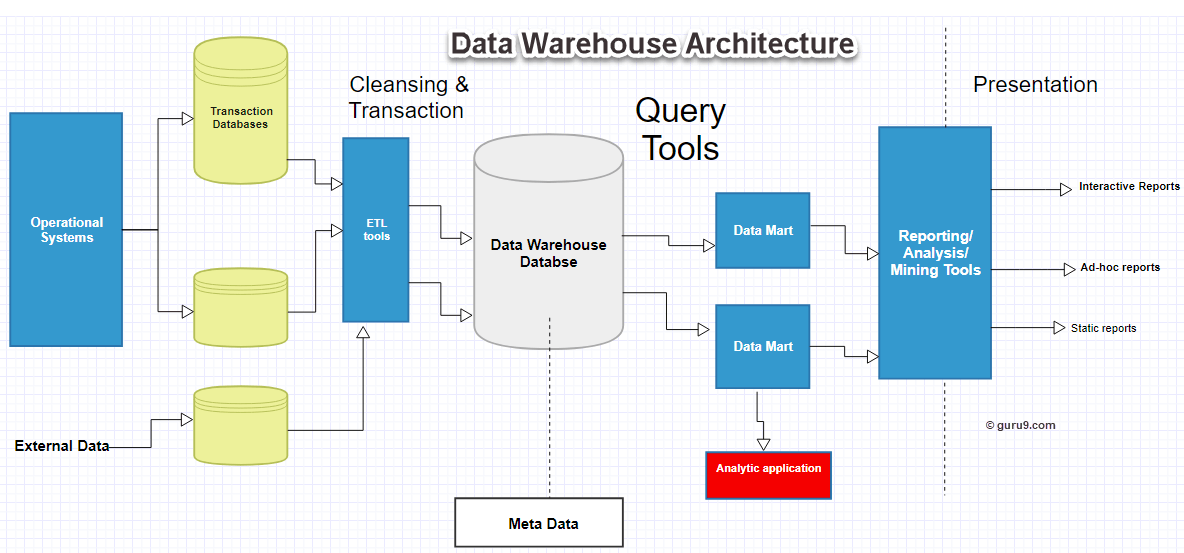 Data Warehouse Architecture
Cleansing &
Transaction
Query
Tools
Presentation
Transaction
Databases
Operational
Systems
ETL
tools
Data Warehouse
Databse
Data Mart
Data Mart
Reporting/
Analysis/
Mining Tools
Interactive Reports
Ad-hoc reports
Static reports
External Data
Analytic application
Meta Data
© guru9.com